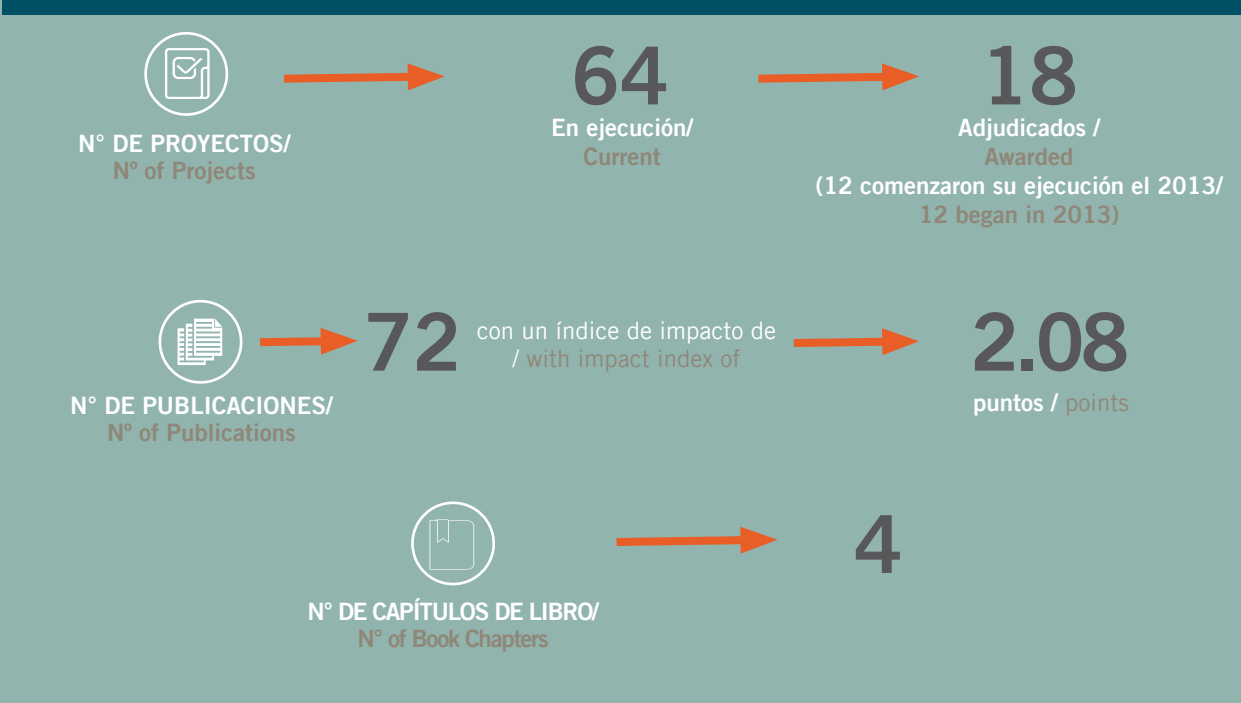 N° DE PROYECTOS/
Nº of Projects
64
En ejecución/
Current
18
Adjudicados /
Awarded
(12 comenzaron su ejecución el 2013/
12 began in 2013)
N° DE PUBLICACIONES/
Nº of Publications
72
con un índice de impacto de
/ with impact index of
2.08
puntos / points
N° DE CAPÍTULOS DE LIBRO/
N° of Book Chapters
4